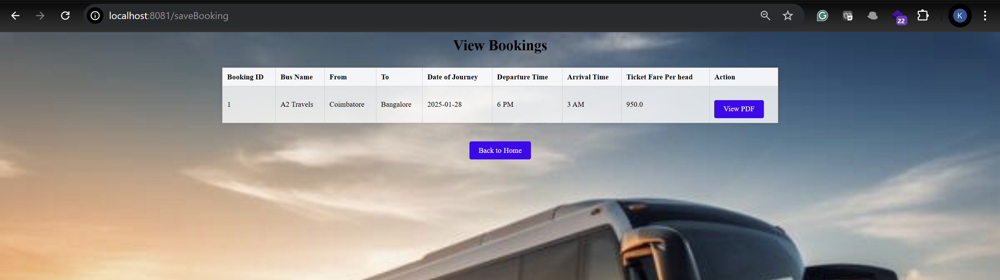 localhost:8081/saveBooking
22
K
View Bookings
Booking ID Bus Name From To Date of Journey Departure Time Arrival Time Ticket Fare Per head Action
1 A2 Travels Coimbatore Bangalore 2025-01-28 6 PM 3 AM 950.0 View PDF
Back to Home